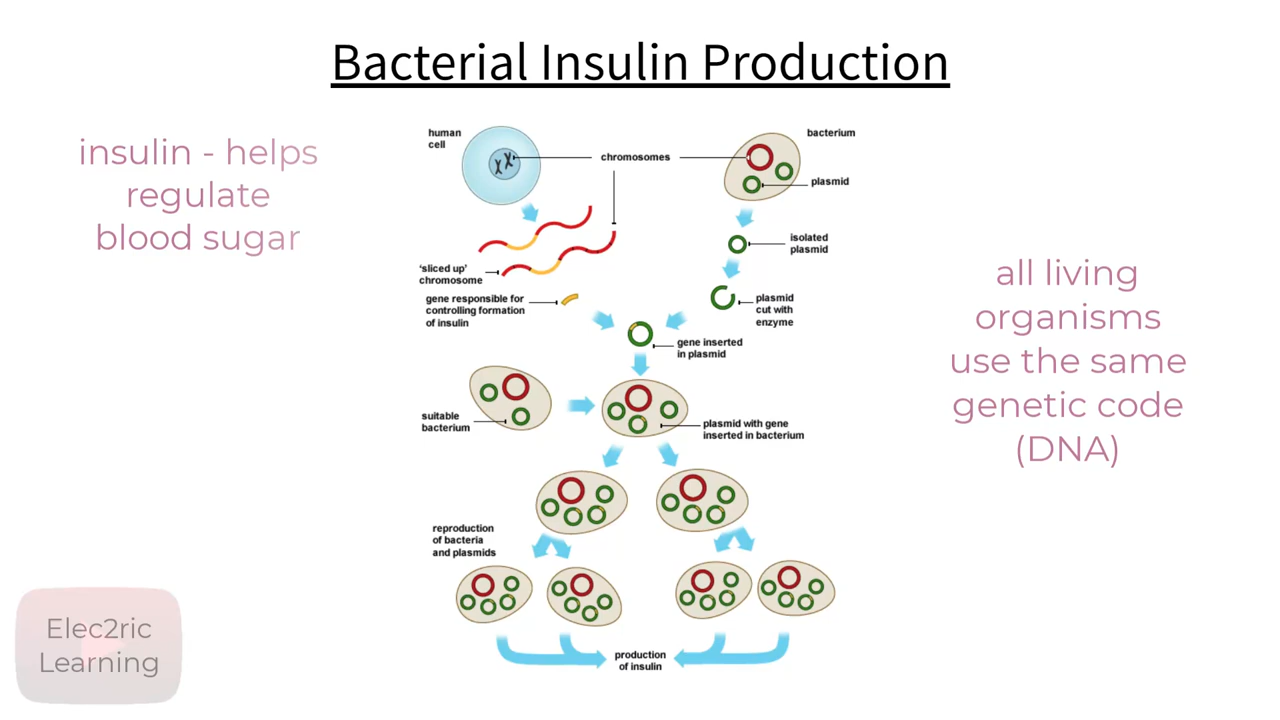 Bacterial Insulin Production
insulin - helps
regulate
blood sugar
human
cell
chromosomes
bacterium
plasmid
isolated
plasmid
'sliced up'
chromosome
gene responsible for
controlling formation
of insulin
plasmid
cut with
enzyme
gene inserted
in plasmid
suitable
bacterium
plasmid with gene
inserted in bacterium
reproduction
of bacteria
and plasmids
production
of insulin
all living
organisms
use the same
genetic code
(DNA)
Elec2ric
Learning